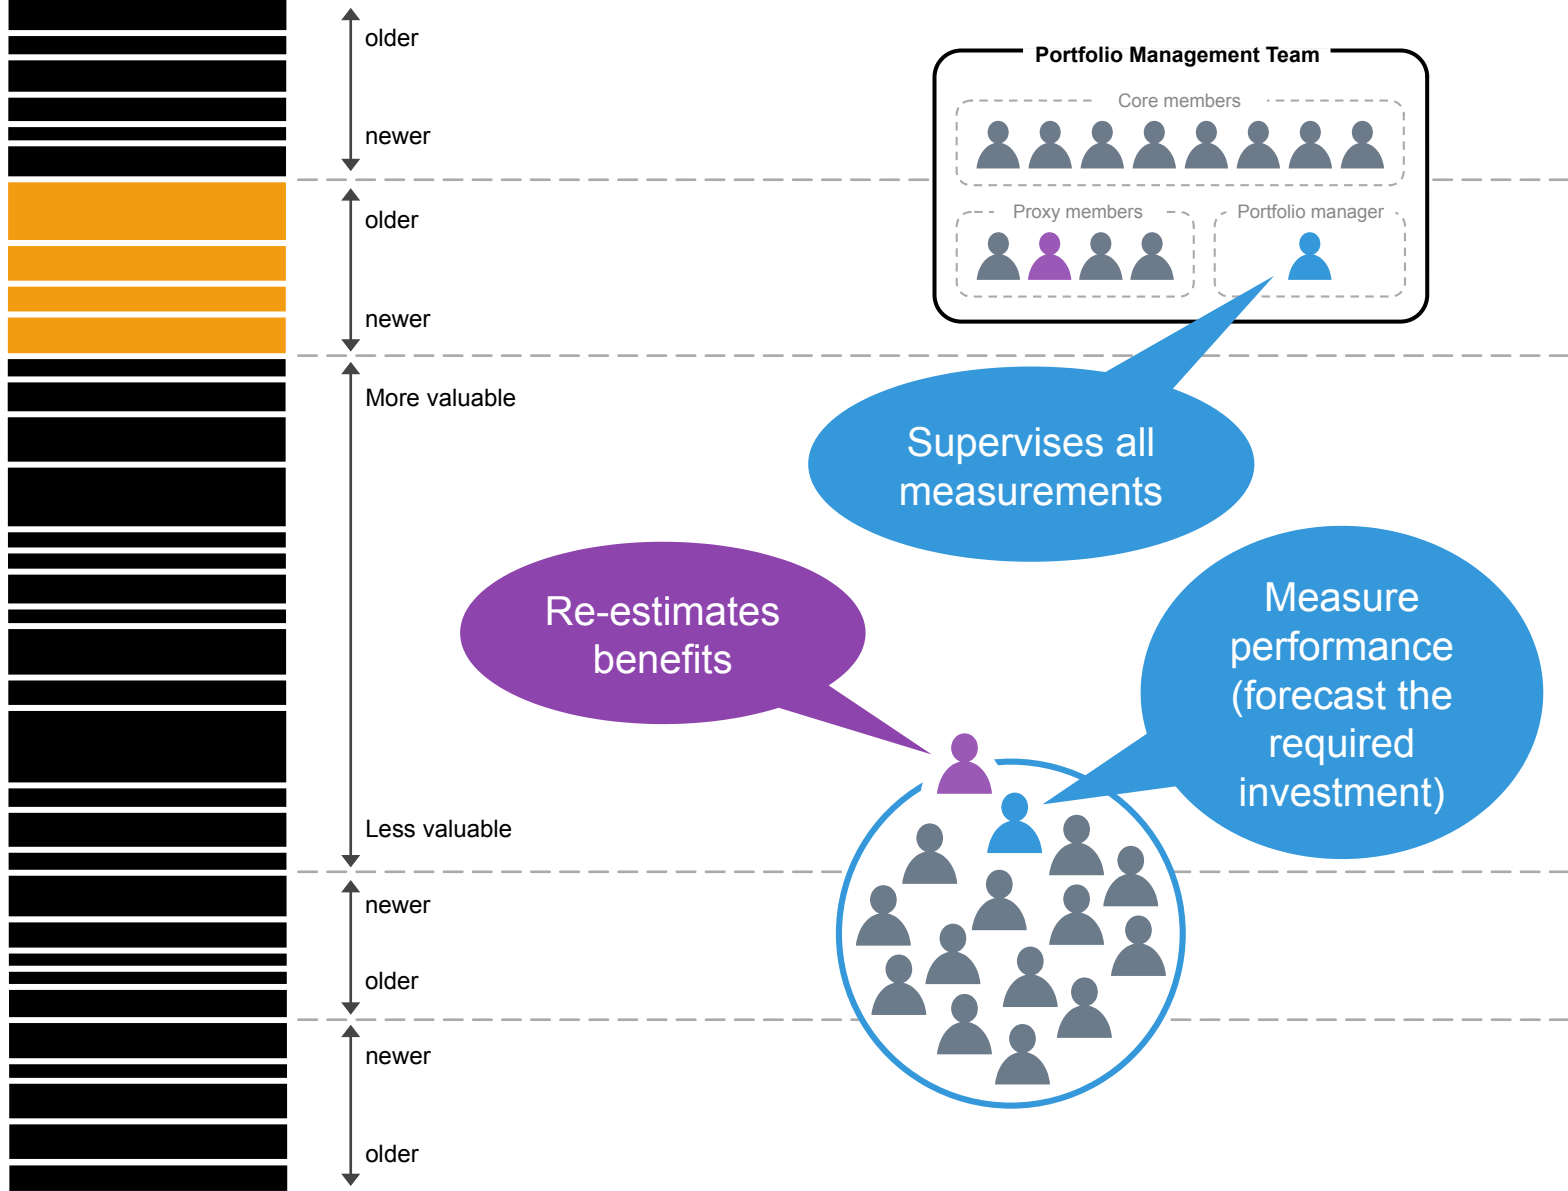 older
newer
older
newer
More valuable
Less valuable
newer
older
newer
older
Portfolio Management Team
Core members
Proxy members
Portfolio manager
Supervises all
measurements
Re-estimates
benefits
Measure
performance
(forecast the
required
investment)